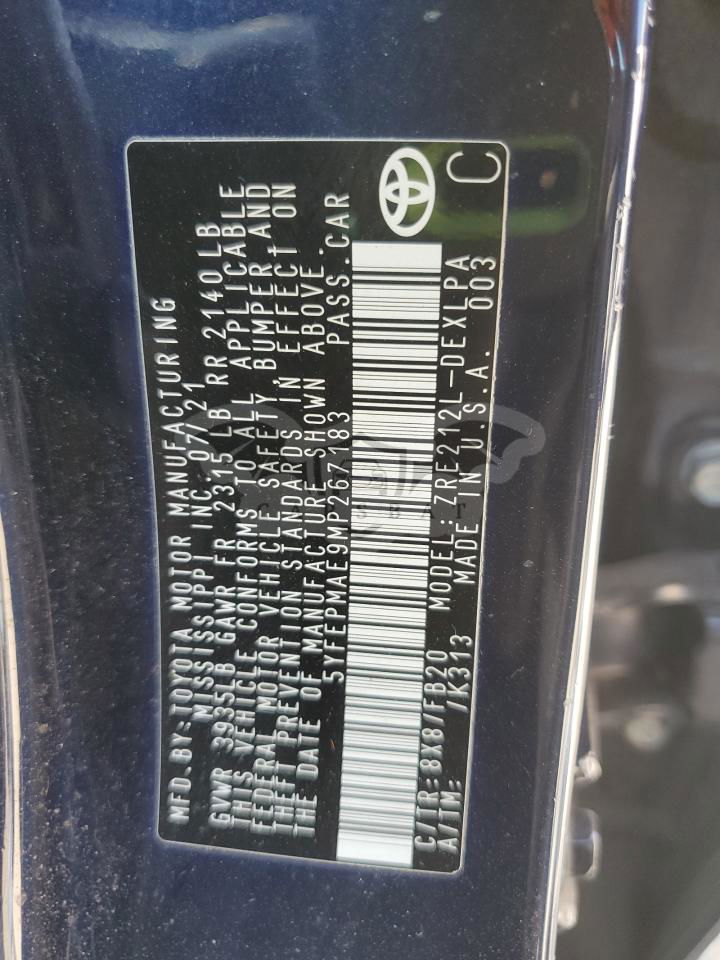 MFD.BY:TOYOTA MOTOR MANUFACTURING
MISSISSIPPI INC. 07/21
GVWR 3935LB GAWR FR 2315LB RR 2140LB
THIS VEHICLE CONFORMS TO ALL APPLICABLE
FEDERAL MOTOR VEHICLE SAFETY, BUMPER AND
THEFT PREVENTION STANDARDS IN EFFECT ON
THE DATE OF MANUFACTURE SHOWN ABOVE.
5YFEPMAE9MP267183 PASS.CAR
C/TR: 8X8/FB20 MODEL:ZRE212L-DEXLPA
A/TM: /K313 MADE IN U.S.A. 003
C